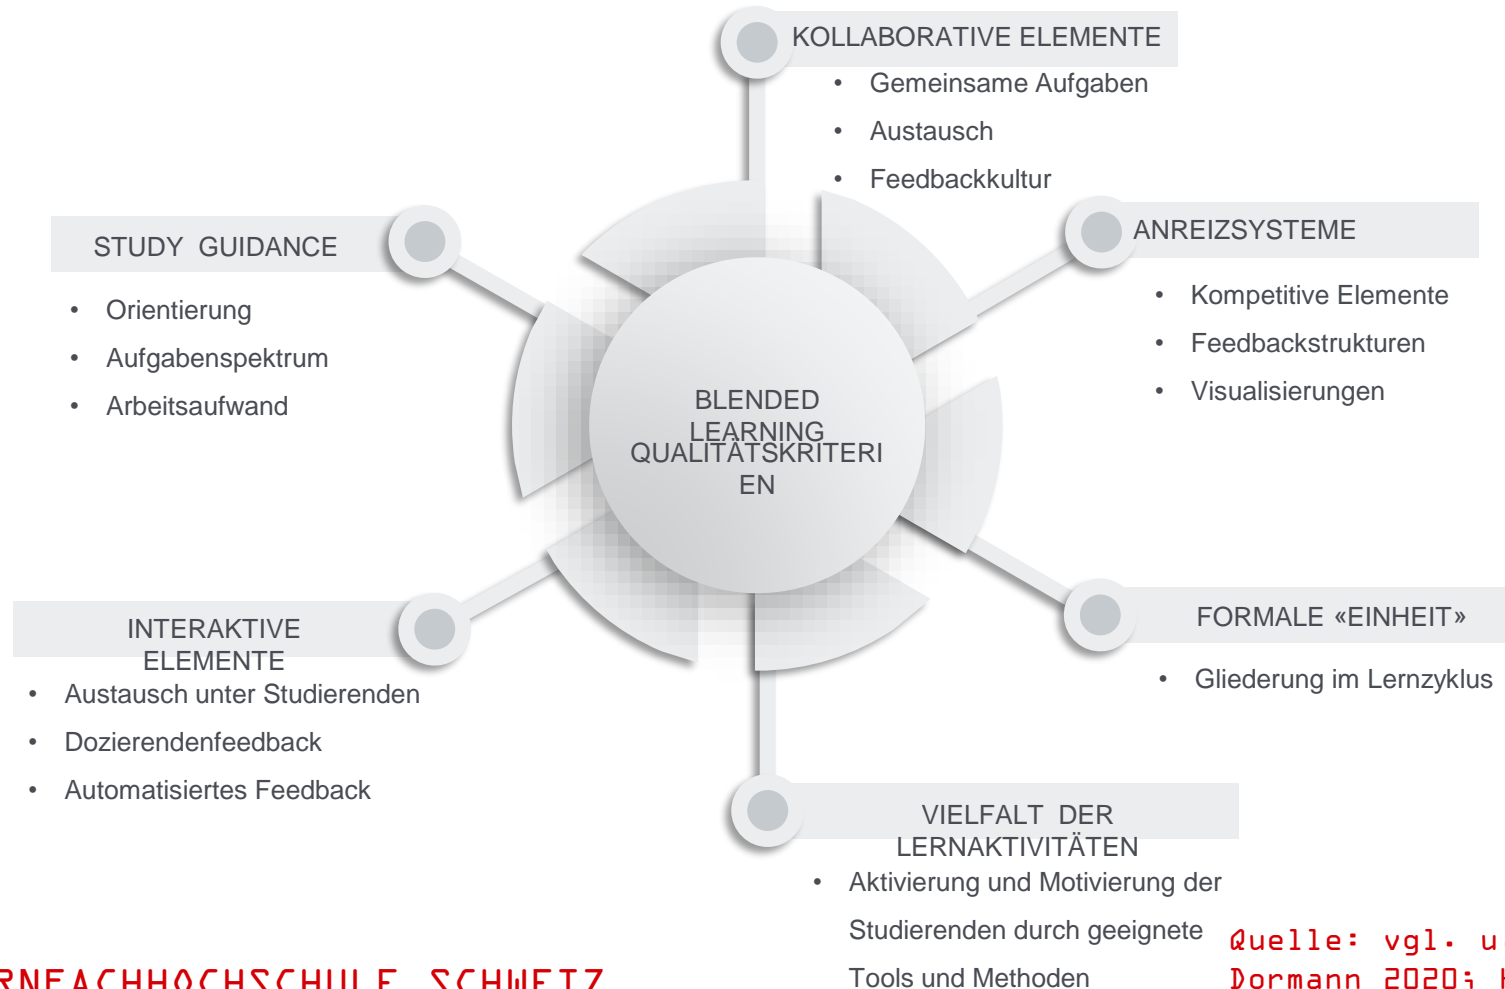 KOLLABORATIVE ELEMENTE
• Gemeinsame Aufgaben
• Austausch
• Feedbackkultur
ANREIZSYSTEME
• Kompetitive Elemente
• Feedbackstrukturen
• Visualisierungen
STUDY GUIDANCE
• Orientierung
• Aufgabenspektrum
• Arbeitsaufwand
BLENDED
LEARNING
QUALITÄTSKRITERI
EN
INTERAKTIVE
ELEMENTE
• Austausch unter Studierenden
• Dozierendenfeedback
• Automatisiertes Feedback
FORMALE «EINHEIT»
• Gliederung im Lernzyklus
VIELFALT DER
LERNAKTIVITÄTEN
• Aktivierung und Motivierung der
Studierenden durch geeignete
Tools und Methoden
Quelle: vgl. u
Dormann 2020;
SCHWEIZ